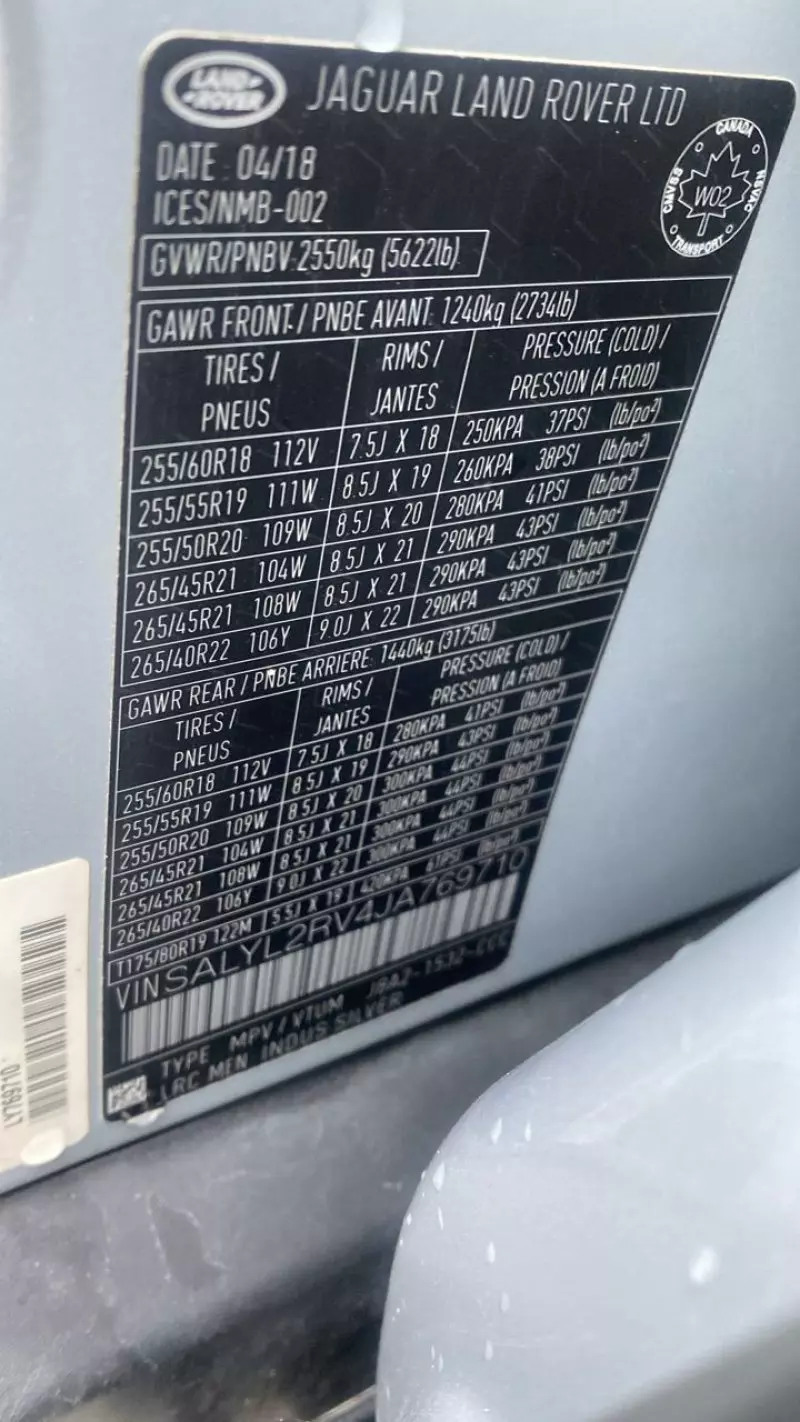 LAND ROVER
JAGUAR LAND ROVER LTD
DATE 04/18
ICES/NMB-002
CANADA
CMVSS NSVAC
W02
TRANSPORT
GVWR/PNBV 2550kg (5622lb)
GAWR FRONT / PNBE AVANT 1240kg (2734lb)
TIRES / PNEUS RIMS / JANTES PRESSURE (COLD) / PRESSION (A FROID)
255/60R18 112V 7.5J X 18 250KPA 37PSI (lb/po²)
255/55R19 111W 8.5J X 19 260KPA 38PSI (lb/po²)
255/50R20 109W 8.5J X 20 280KPA 41PSI (lb/po²)
265/45R21 104W 8.5J X 21 290KPA 43PSI (lb/po²)
265/45R21 108W 8.5J X 21 290KPA 43PSI (lb/po²)
265/40R22 106Y 9.0J X 22 290KPA 43PSI (lb/po²)
GAWR REAR / PNBE ARRIERE 1440kg (3175lb)
TIRES / PNEUS RIMS / JANTES PRESSURE (COLD) / PRESSION (A FROID)
255/60R18 112V 7.5J X 18 280KPA 41PSI (lb/po²)
255/55R19 111W 8.5J X 19 290KPA 43PSI (lb/po²)
255/50R20 109W 8.5J X 20 300KPA 44PSI (lb/po²)
265/45R21 104W 8.5J X 21 300KPA 44PSI (lb/po²)
265/45R21 108W 8.5J X 21 300KPA 44PSI (lb/po²)
265/40R22 106Y 9.0J X 22 300KPA 44PSI (lb/po²)
T175/80R19 122M 5.5J X 19 420KPA 61PSI (lb/po²)
VINSALYL2RV4JA769710
TYPE MPV/VTUM JBA2-1532-CCC
LRC MEN INDUS SILVER
LY769710